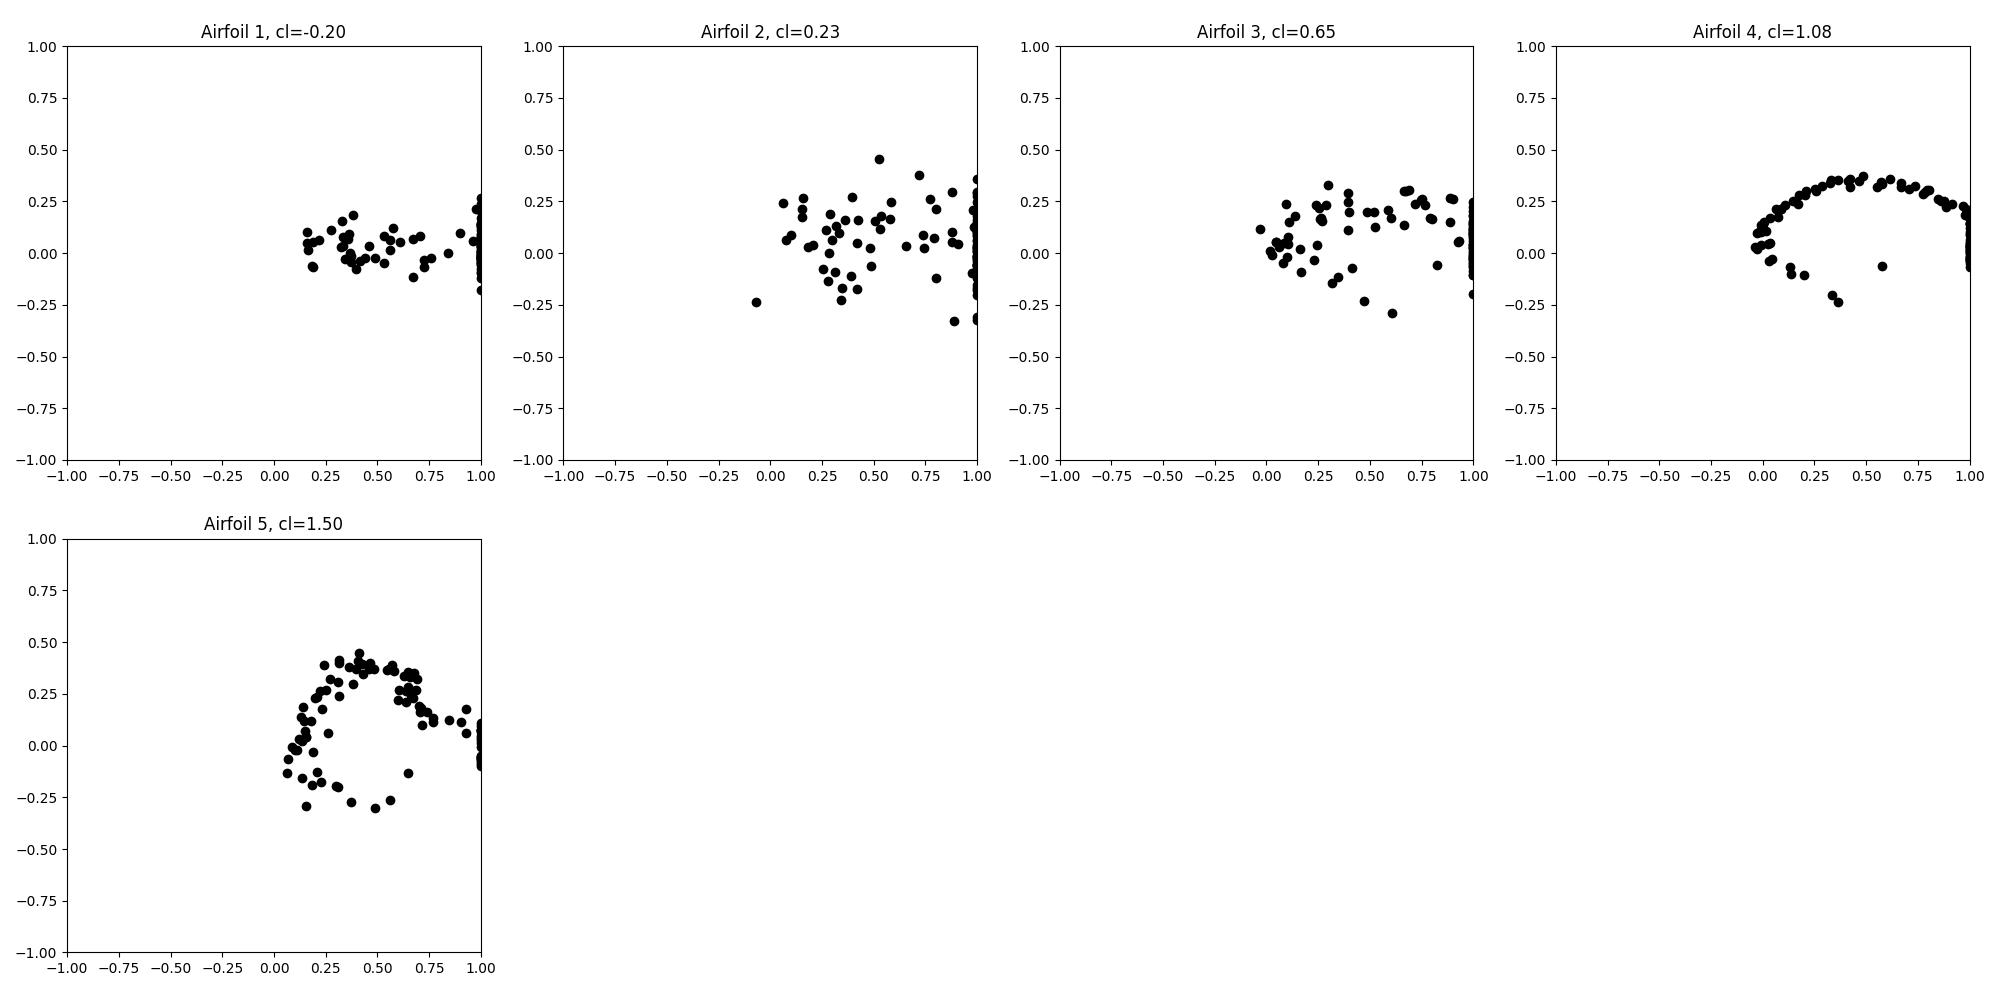 Airfoil 1, cl=-0.20
Airfoil 2, cl=0.23
Airfoil 3, cl=0.65
Airfoil 4, cl=1.08
1.00 1.00 1.00 1.00
0.75 0.75 0.75 0.75
0.50 0.50 0.50 0.50
0.25 0.25 0.25 0.25
0.00 0.00 0.00 0.00
−0.25 −0.25 −0.25 −0.25
−0.50 −0.50 −0.50 −0.50
−0.75 −0.75 −0.75 −0.75
−1.00 −1.00 −1.00 −1.00
−1.00 −0.75 −0.50 −0.25 0.00 0.25 0.50 0.75 1.00
−1.00 −0.75 −0.50 −0.25 0.00 0.25 0.50 0.75 1.00
−1.00 −0.75 −0.50 −0.25 0.00 0.25 0.50 0.75 1.00
−1.00 −0.75 −0.50 −0.25 0.00 0.25 0.50 0.75 1.00
Airfoil 5, cl=1.50
1.00
0.75
0.50
0.25
0.00
−0.25
−0.50
−0.75
−1.00
−1.00 −0.75 −0.50 −0.25 0.00 0.25 0.50 0.75 1.00